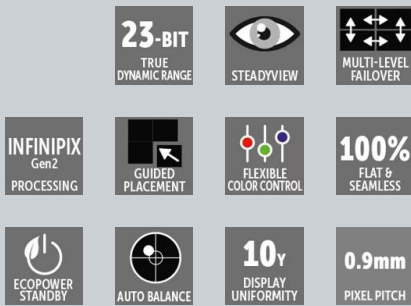 23-BIT
TRUE
DYNAMIC RANGE
STEADYVIEW
MULTI-LEVEL
FAILOVER
INFINIPIX
Gen2
PROCESSING
GUIDED
PLACEMENT
FLEXIBLE
COLOR CONTROL
100%
FLAT &
SEAMLESS
ECOPOWER
STANDBY
AUTO BALANCE
10Y
DISPLAY
UNIFORMITY
0.9mm
PIXEL PITCH